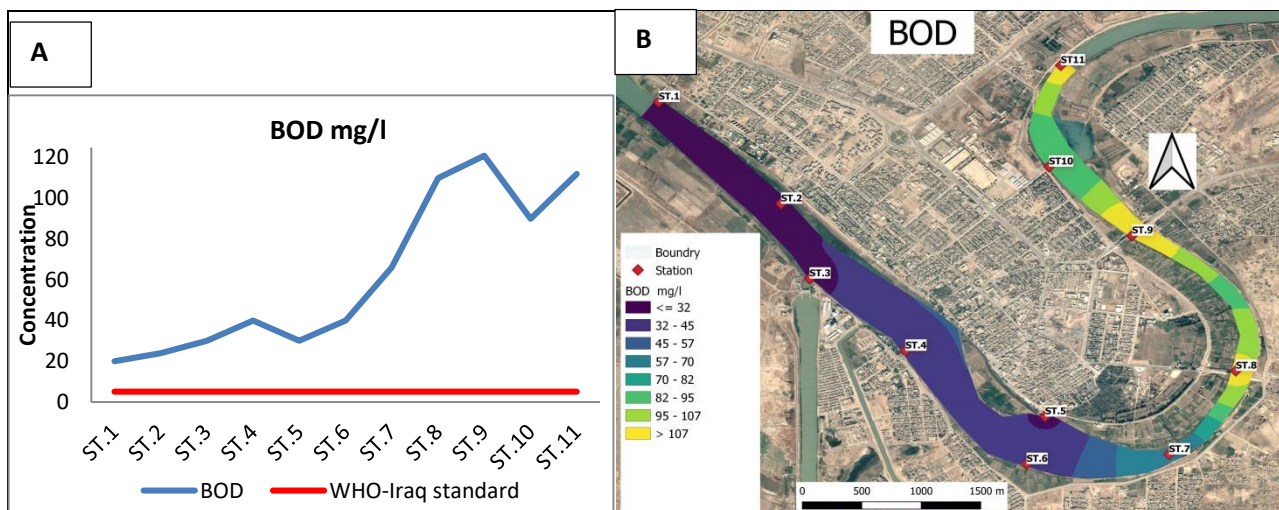 A
BOD mg/l
Concentration
120
100
80
60
40
20
0
ST.1
ST.2
ST.3
ST.4
ST.5
ST.6
ST.7
ST.8
ST.9
ST.10
ST.11
BOD
WHO-Iraq standard
B
BOD
ST11
ST.1
ST10
ST.2
ST.9
ST.3
ST.4
ST.8
ST.5
ST.7
ST.6
Boundry
Station
BOD mg/l
<= 32
32 - 45
45 - 57
57 - 70
70 - 82
82 - 95
95 - 107
> 107
0 500 1000 1500 m